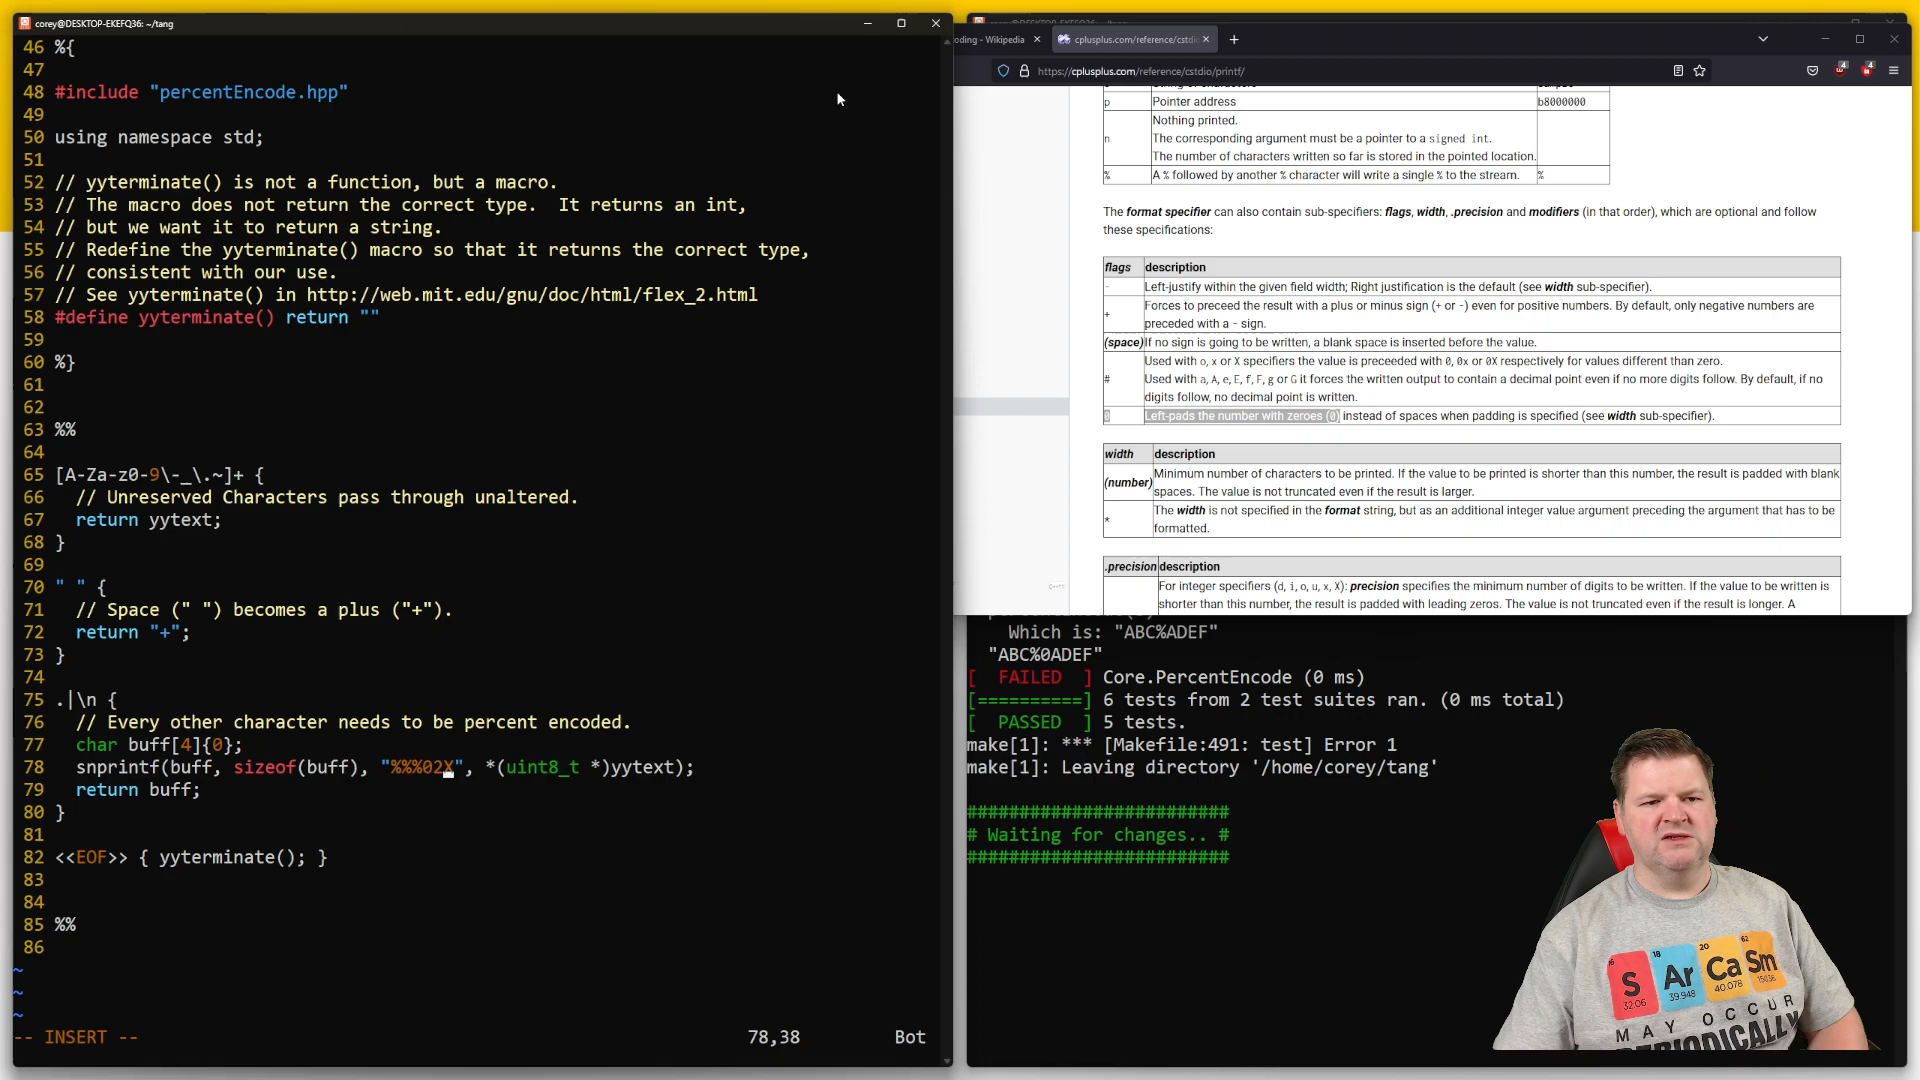 corey@DESKTOP-EKEFQ36: ~/tang
46 %{
47
48 #include "percentEncode.hpp"
49
50 using namespace std;
51
52 // yyterminate() is not a function, but a macro.
53 // The macro does not return the correct type.  It returns an int,
54 // but we want it to return a string.
55 // Redefine the yyterminate() macro so that it returns the correct type,
56 // consistent with our use.
57 // See yyterminate() in http://web.mit.edu/gnu/doc/html/flex_2.html
58 #define yyterminate() return ""
59
60 %}
61
62
63 %%
64
65 [A-Za-z0-9\-_\.~]+ {
66   // Unreserved Characters pass through unaltered.
67   return yytext;
68 }
69
70 " " {
71   // Space (" ") becomes a plus ("+").
72   return "+";
73 }
74
75 .|\n {
76   // Every other character needs to be percent encoded.
77   char buff[4]{0};
78   snprintf(buff, sizeof(buff), "%%%02X", *(uint8_t *)yytext);
79   return buff;
80 }
81
82 <<EOF>> { yyterminate(); }
83
84
85 %%
86
~
~
~
-- INSERT --    78,38    Bot
oding - Wikipedia
cplusplus.com/reference/cstdi
https://cplusplus.com/reference/cstdio/printf/
4 4
p Pointer address b8000000
n Nothing printed.
The corresponding argument must be a pointer to a signed int.
The number of characters written so far is stored in the pointed location.
% A % followed by another % character will write a single % to the stream. %
The format specifier can also contain sub-specifiers: flags, width, .precision and modifiers (in that order), which are optional and follow
these specifications:
flags description
- Left-justify within the given field width; Right justification is the default (see width sub-specifier).
+ Forces to preceed the result with a plus or minus sign (+ or -) even for positive numbers. By default, only negative numbers are
preceded with a - sign.
(space) If no sign is going to be written, a blank space is inserted before the value.
# Used with o, x or X specifiers the value is preceeded with 0, 0x or 0X respectively for values different than zero.
Used with a, A, e, E, f, F, g or G it forces the written output to contain a decimal point even if no more digits follow. By default, if no
digits follow, no decimal point is written.
0 Left-pads the number with zeroes (0) instead of spaces when padding is specified (see width sub-specifier).
width description
(number) Minimum number of characters to be printed. If the value to be printed is shorter than this number, the result is padded with blank
spaces. The value is not truncated even if the result is larger.
* The width is not specified in the format string, but as an additional integer value argument preceding the argument that has to be
formatted.
.precision description
For integer specifiers (d, i, o, u, x, X): precision specifies the minimum number of digits to be written. If the value to be written is
shorter than this number, the result is padded with leading zeros. The value is not truncated even if the result is longer. A
Which is: "ABC%ADEF"
"ABC%0ADEF"
[  FAILED  ] Core.PercentEncode (0 ms)
[==========] 6 tests from 2 test suites ran. (0 ms total)
[  PASSED  ] 5 tests.
make[1]: *** [Makefile:491: test] Error 1
make[1]: Leaving directory '/home/corey/tang'
#########################
# Waiting for changes.. #
#########################
16 18 20 62
S Ar Ca Sm
32.06 39.948 40.078 150.36
MAY OCCUR
PERIODICALLY